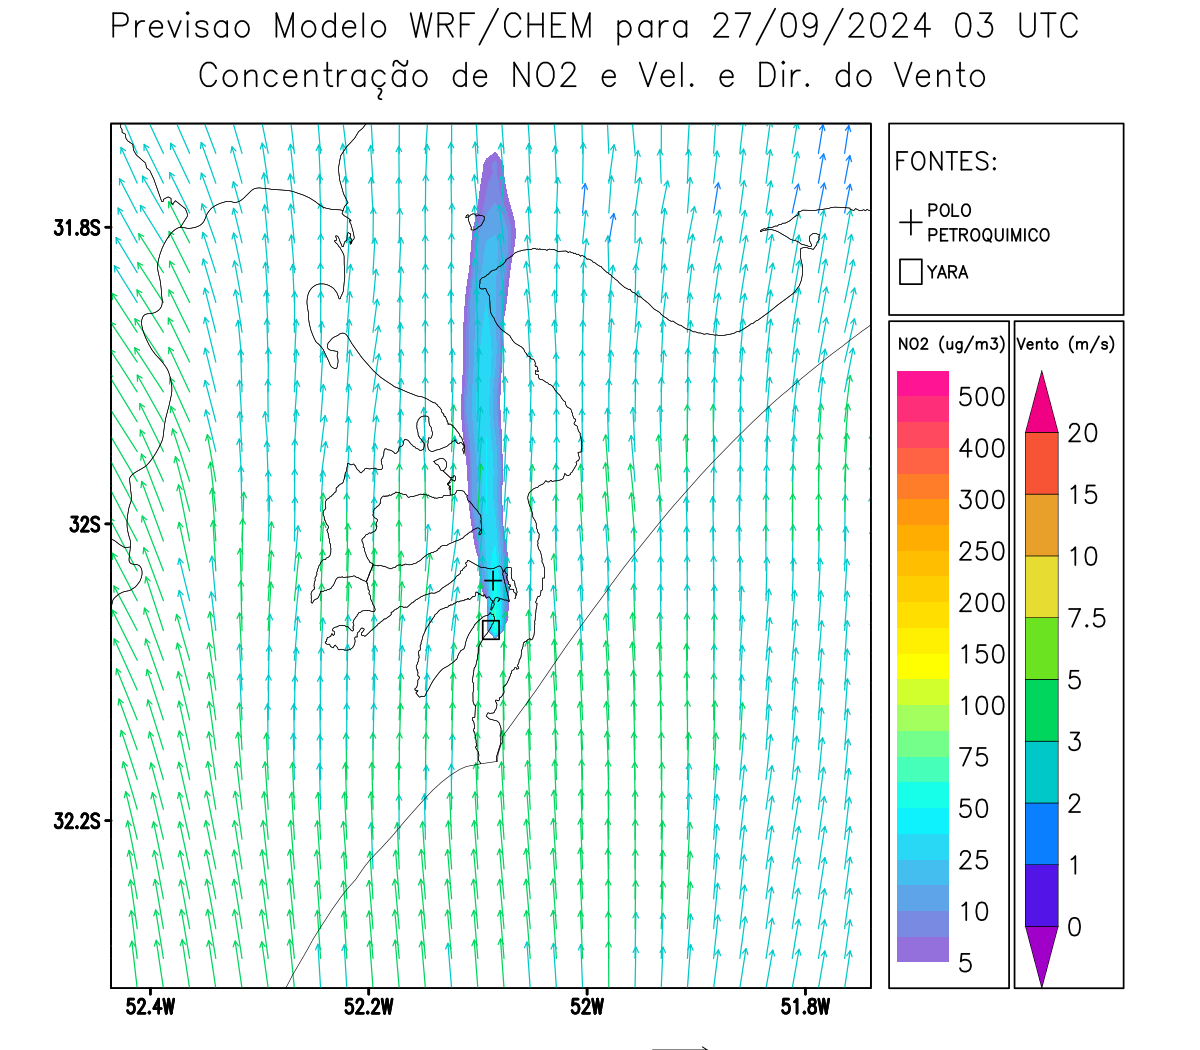 Previsao Modelo WRF/CHEM para 27/09/2024 03 UTC
Concentração de NO2 e Vel. e Dir. do Vento
FONTES:
POLO
PETROQUIMICO
YARA
NO2 (ug/m3)
500
400
300
250
200
150
100
75
50
25
10
5
Vento (m/s)
20
15
10
7.5
5
3
2
1
0
31.8S
32S
32.2S
52.4W
52.2W
52W
51.8W